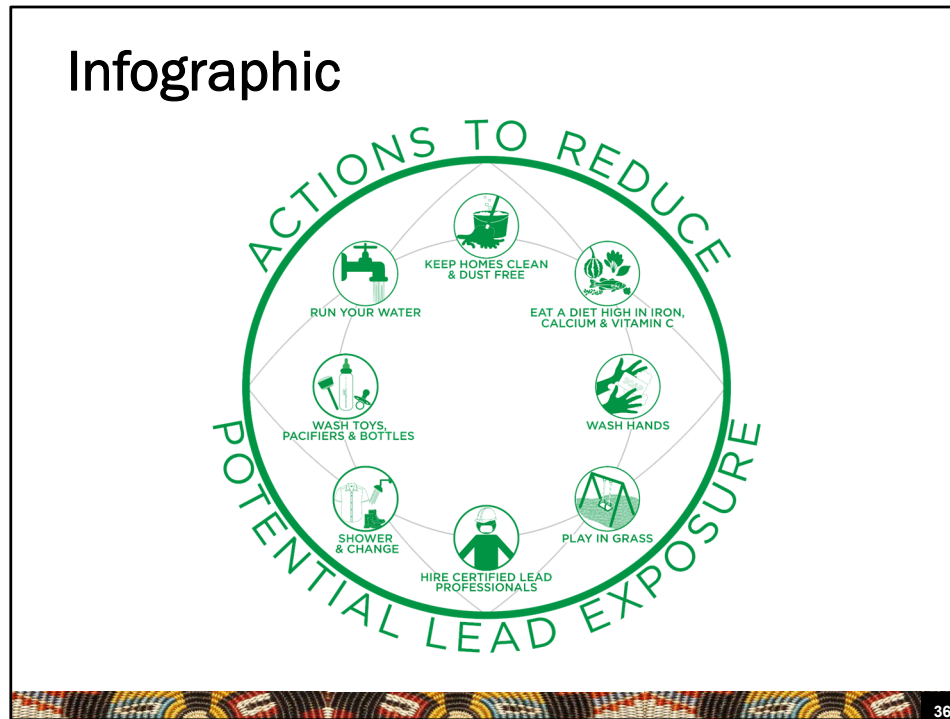 Infographic
ACTIONS TO REDUCE
POTENTIAL LEAD EXPOSURE
KEEP HOMES CLEAN
& DUST FREE
EAT A DIET HIGH IN IRON,
CALCIUM & VITAMIN C
WASH HANDS
PLAY IN GRASS
HIRE CERTIFIED LEAD
PROFESSIONALS
SHOWER
& CHANGE
WASH TOYS,
PACIFIERS & BOTTLES
RUN YOUR WATER
36